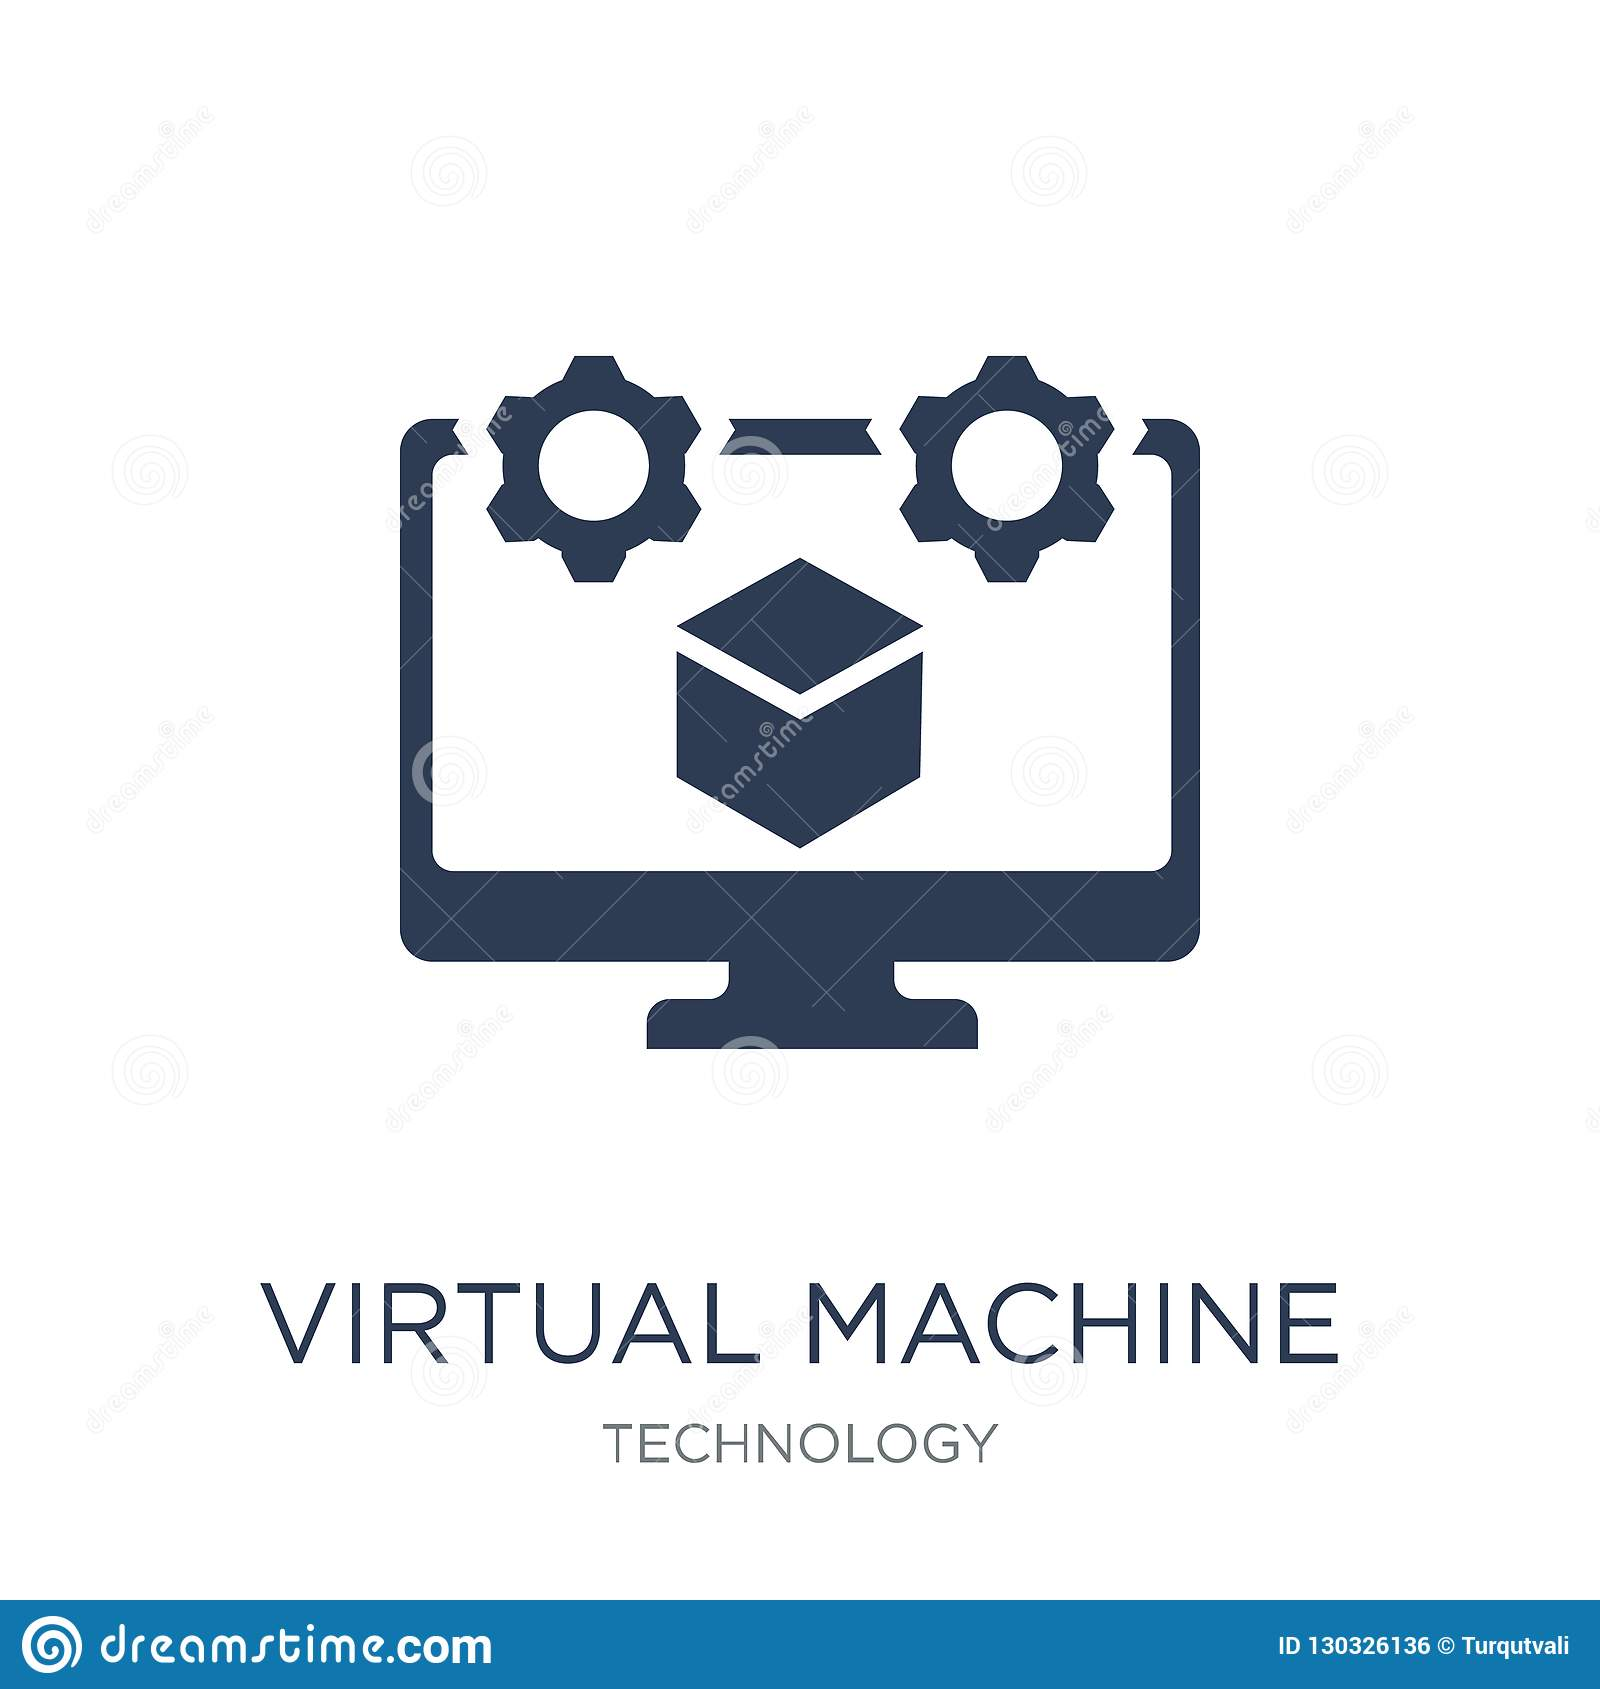 VIRTUAL MACHINE
TECHNOLOGY
dreamstime.com
ID 130326136 © Turqutvali